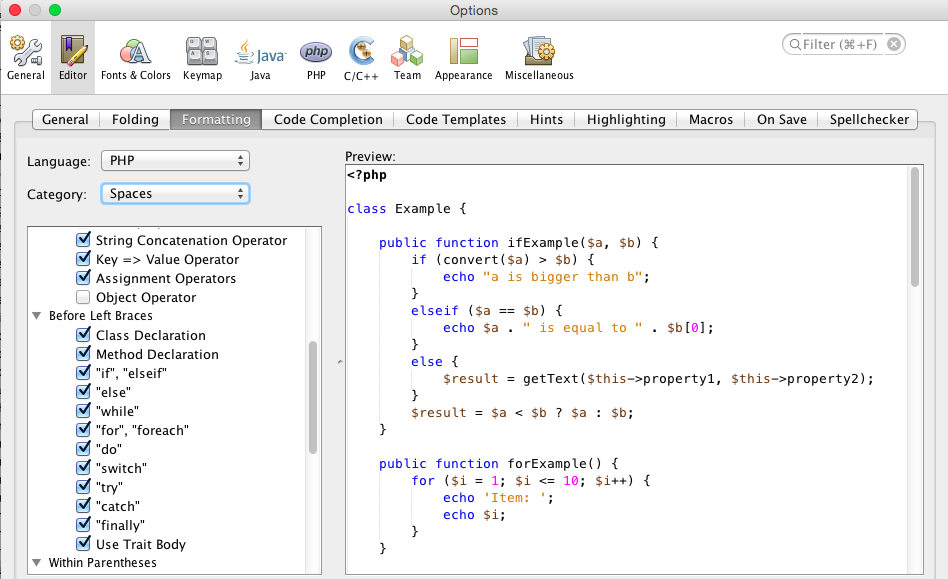 Options
General
Editor
Fonts & Colors
Keymap
Java
Java
php
PHP
C/C++
Team
Appearance
Miscellaneous
Filter (⌘+F)
General
Folding
Formatting
Code Completion
Code Templates
Hints
Highlighting
Macros
On Save
Spellchecker
Language:
PHP
Category:
Spaces
String Concatenation Operator
Key => Value Operator
Assignment Operators
Object Operator
Before Left Braces
Class Declaration
Method Declaration
"if", "elseif"
"else"
"while"
"for", "foreach"
"do"
"switch"
"try"
"catch"
"finally"
Use Trait Body
Within Parentheses
Preview:
<?php
class Example {
public function ifExample($a, $b) {
if (convert($a) > $b) {
echo "a is bigger than b";
}
elseif ($a == $b) {
echo $a . " is equal to " . $b[0];
}
else {
$result = getText($this->property1, $this->property2);
}
$result = $a < $b ? $a : $b;
}
public function forExample() {
for ($i = 1; $i <= 10; $i++) {
echo 'Item: ';
echo $i;
}
}